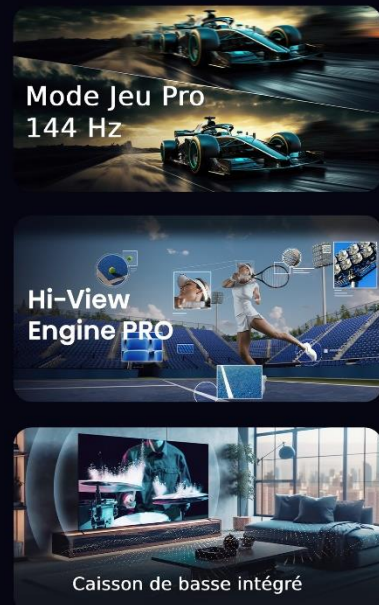 Mode Jeu Pro
144 Hz
Hi-View
Engine PRO
Caisson de basse intégré